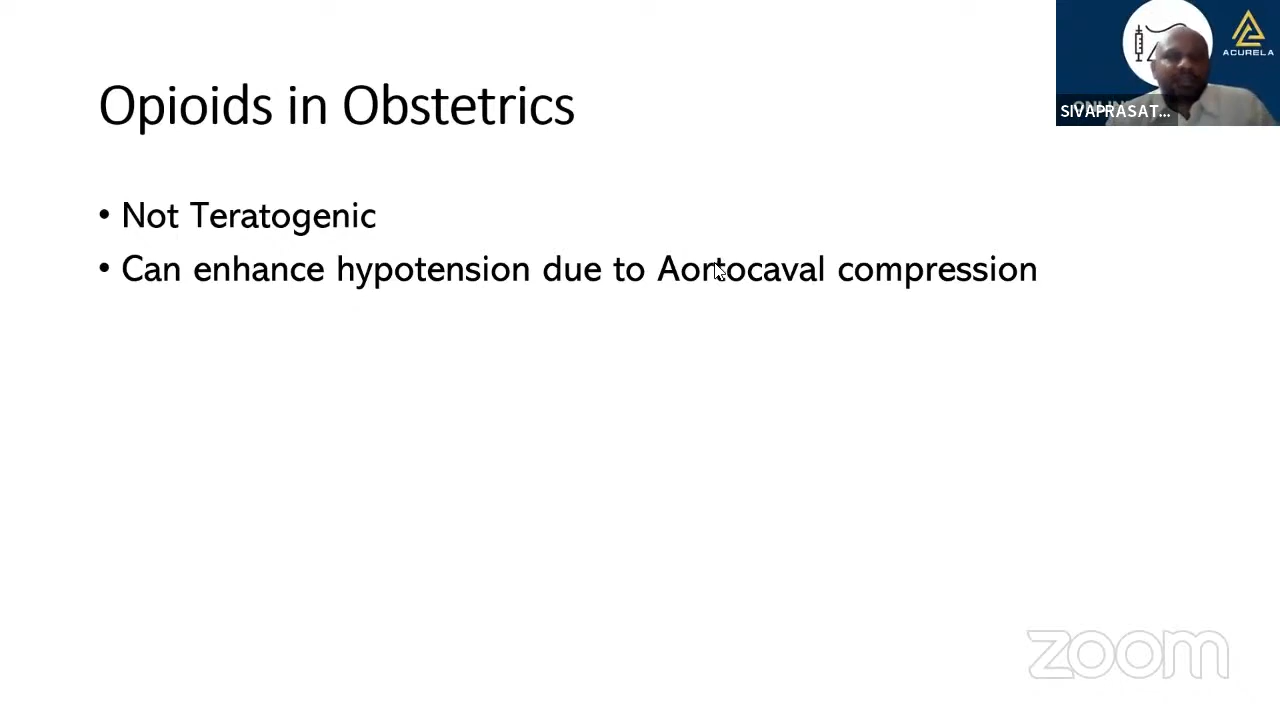 Opioids in Obstetrics
• Not Teratogenic
• Can enhance hypotension due to Aortocaval compression
ACURELA
SIVAPRASAT...
zoom